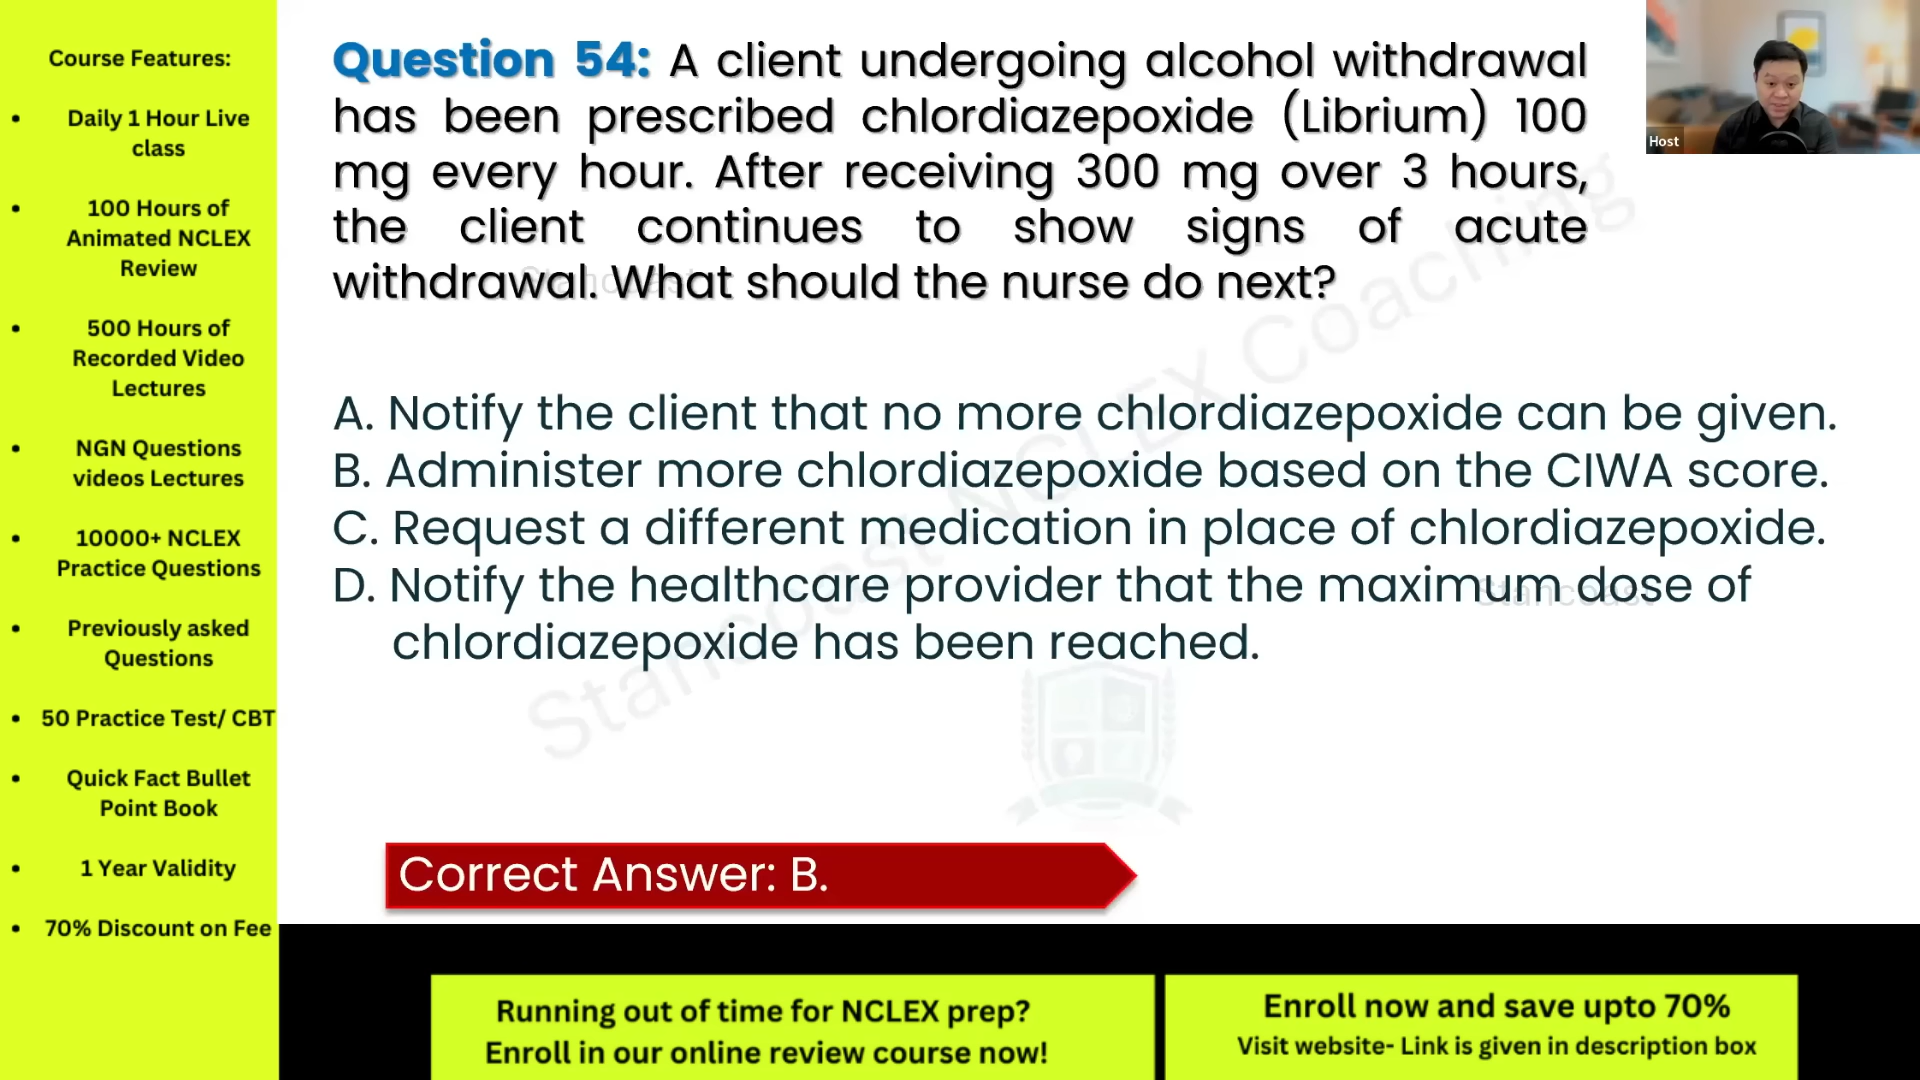 Course Features:
• Daily 1 Hour Live
class
• 100 Hours of
Animated NCLEX
Review
• 500 Hours of
Recorded Video
Lectures
• NGN Questions
videos Lectures
• 10000+ NCLEX
Practice Questions
• Previously asked
Questions
• 50 Practice Test/ CBT
• Quick Fact Bullet
Point Book
• 1 Year Validity
• 70% Discount on Fee
Question 54: A client undergoing alcohol withdrawal
has been prescribed chlordiazepoxide (Librium) 100
mg every hour. After receiving 300 mg over 3 hours,
the client continues to show signs of acute
withdrawal. What should the nurse do next?
Stancoast
A. Notify the client that no more chlordiazepoxide can be given.
B. Administer more chlordiazepoxide based on the CIWA score.
C. Request a different medication in place of chlordiazepoxide.
D. Notify the healthcare provider that the maximum dose of
chlordiazepoxide has been reached.
Stancoast
Stancoast NCLEX Coaching
Correct Answer: B.
Host
Running out of time for NCLEX prep?
Enroll in our online review course now!
Enroll now and save upto 70%
Visit website- Link is given in description box